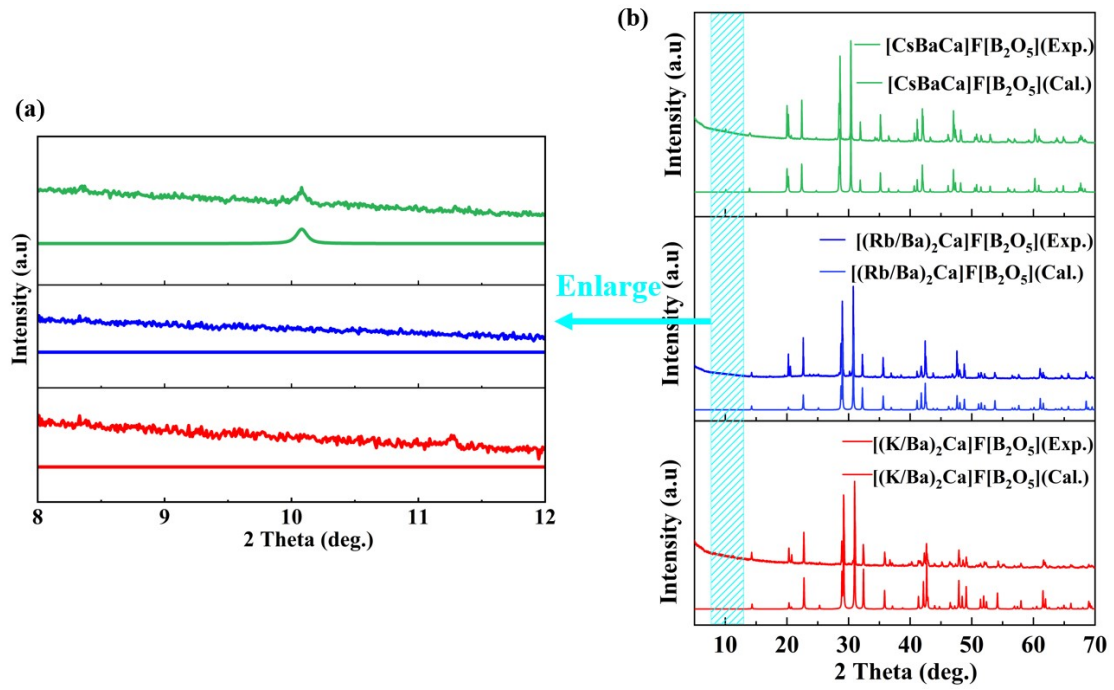 (a)
Intensity (a.u)
8 9 10 11 12
2 Theta (deg.)
Enlarge
(b)
Intensity (a.u)
[CsBaCa]F[B₂O₅](Exp.)
[CsBaCa]F[B₂O₅](Cal.)
Intensity (a.u)
[(Rb/Ba)₂Ca]F[B₂O₅](Exp.)
[(Rb/Ba)₂Ca]F[B₂O₅](Cal.)
Intensity (a.u)
[(K/Ba)₂Ca]F[B₂O₅](Exp.)
[(K/Ba)₂Ca]F[B₂O₅](Cal.)
10 20 30 40 50 60 70
2 Theta (deg.)